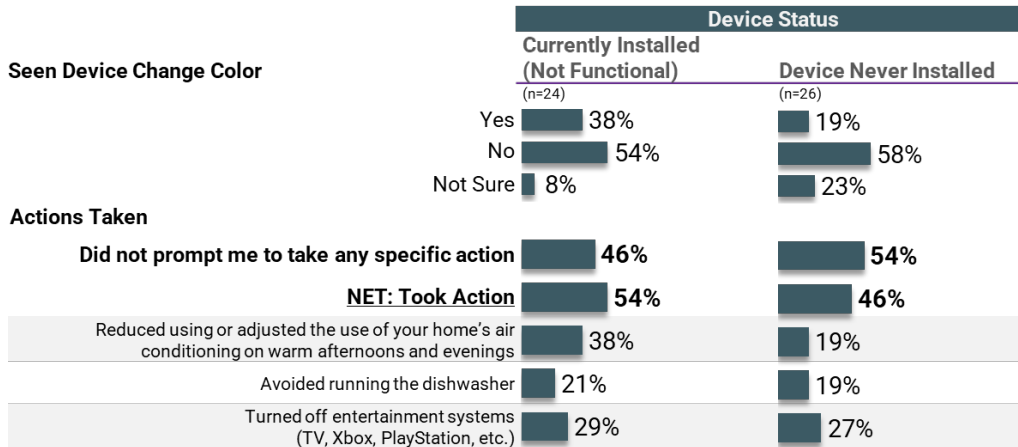 Device Status
Currently Installed
(Not Functional)
Seen Device Change Color
Device Never Installed
(n=24)
(n=26)
Yes 38% 19%
No 54% 58%
Not Sure 8% 23%
Actions Taken
Did not prompt me to take any specific action 46% 54%
NET: Took Action 54% 46%
Reduced using or adjusted the use of your home's air
conditioning on warm afternoons and evenings
38% 19%
Avoided running the dishwasher 21% 19%
Turned off entertainment systems
(TV, Xbox, PlayStation, etc.)
29% 27%